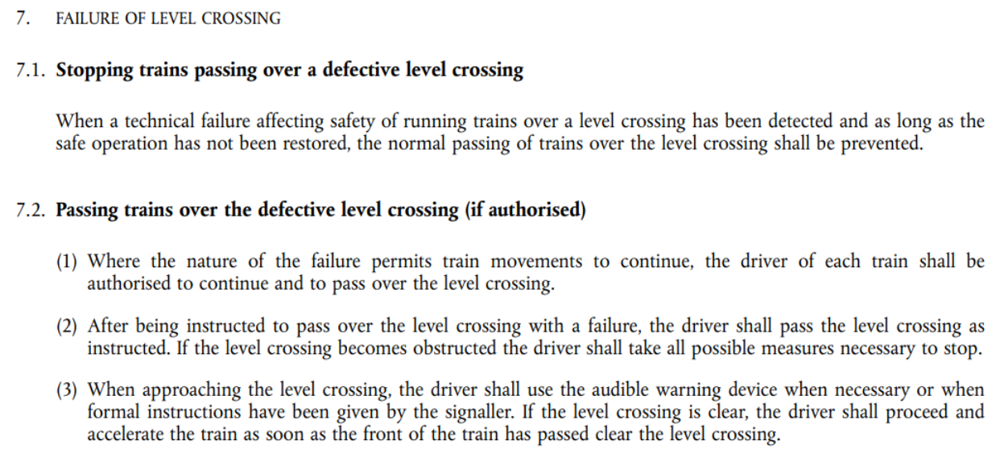 7. FAILURE OF LEVEL CROSSING
7.1. Stopping trains passing over a defective level crossing
When a technical failure affecting safety of running trains over a level crossing has been detected and as long as the
safe operation has not been restored, the normal passing of trains over the level crossing shall be prevented.
7.2. Passing trains over the defective level crossing (if authorised)
(1) Where the nature of the failure permits train movements to continue, the driver of each train shall be
authorised to continue and to pass over the level crossing.
(2) After being instructed to pass over the level crossing with a failure, the driver shall pass the level crossing as
instructed. If the level crossing becomes obstructed the driver shall take all possible measures necessary to stop.
(3) When approaching the level crossing, the driver shall use the audible warning device when necessary or when
formal instructions have been given by the signaller. If the level crossing is clear, the driver shall proceed and
accelerate the train as soon as the front of the train has passed clear the level crossing.